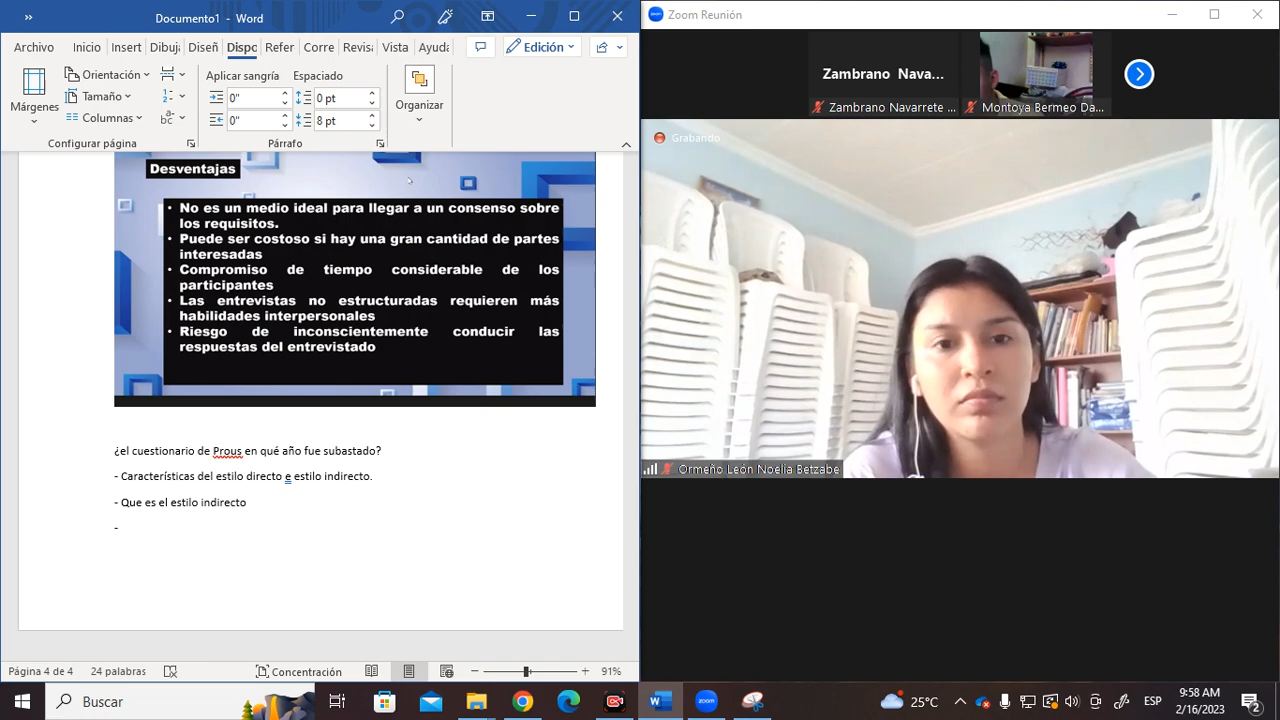 Documento1 - Word
Archivo Inicio Insert Dibuj Diseñ Dispo Refer Corre Revisa Vista Ayuda
Edición
Márgenes
Orientación
Tamaño
Columnas
Configurar página
Aplicar sangría Espaciado
0" 0 pt
0" 8 pt
Párrafo
Organizar
Desventajas
• No es un medio ideal para llegar a un consenso sobre
los requisitos.
• Puede ser costoso si hay una gran cantidad de partes
interesadas
• Compromiso de tiempo considerable de los
participantes
• Las entrevistas no estructuradas requieren más
habilidades interpersonales
• Riesgo de inconscientemente conducir las
respuestas del entrevistado
¿el cuestionario de Prous en qué año fue subastado?
- Características del estilo directo e estilo indirecto.
- Que es el estilo indirecto
-
Página 4 de 4 24 palabras Concentración 91%
Zoom Reunión
Zambrano Nava...
Zambrano Navarrete ...
Montoya Bermeo Da...
Grabando
Ormeño León Noelia Betzabe
Buscar
25°C
ESP
9:58 AM
2/16/2023
2